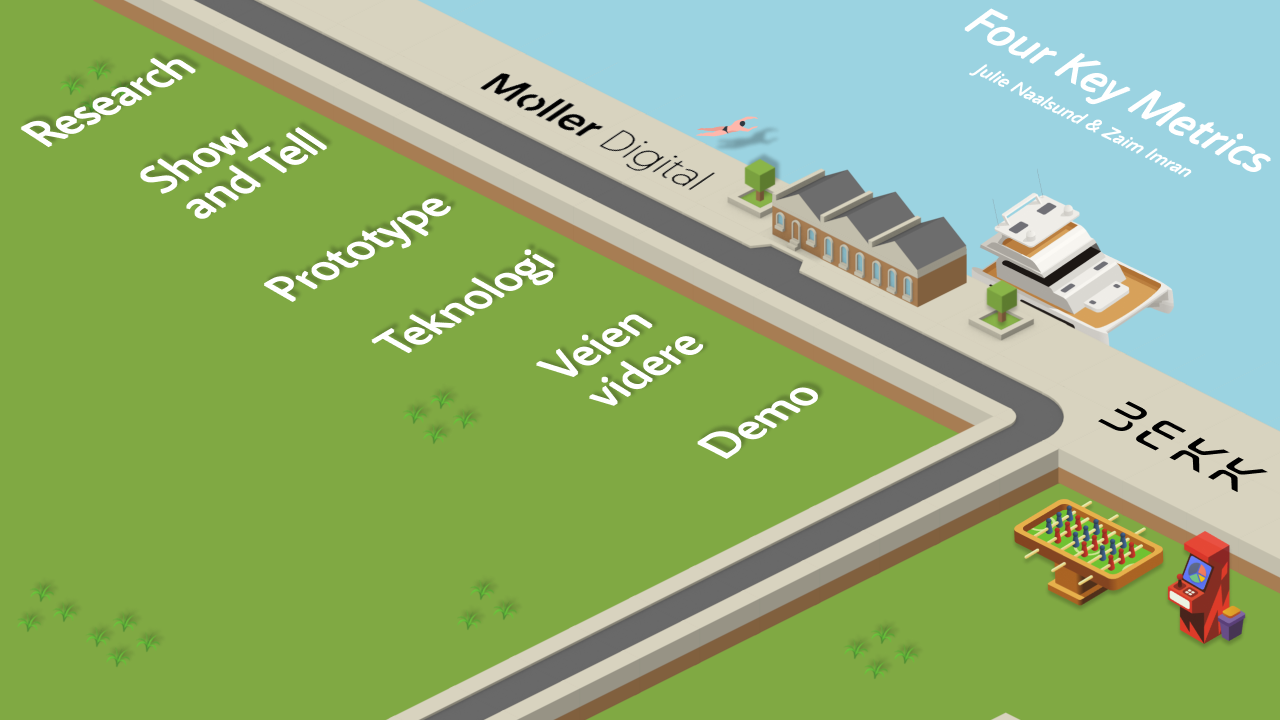 Four Key Metrics
Julie Naalsund & Zaim Imran
Møller Digital
Research
Show
and Tell
Prototype
Teknologi
Veien
videre
Demo
BEKK